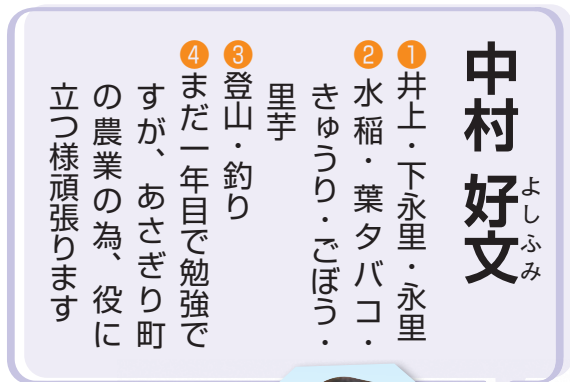 中村 好文
よしふみ
❶井上・下永里・永里
❷水稲・葉タバコ・
きゅうり・ごぼう・
里芋
❸登山・釣り
❹まだ一年目で勉強で
すが、あさぎり町
の農業の為、役に
立つ様頑張ります